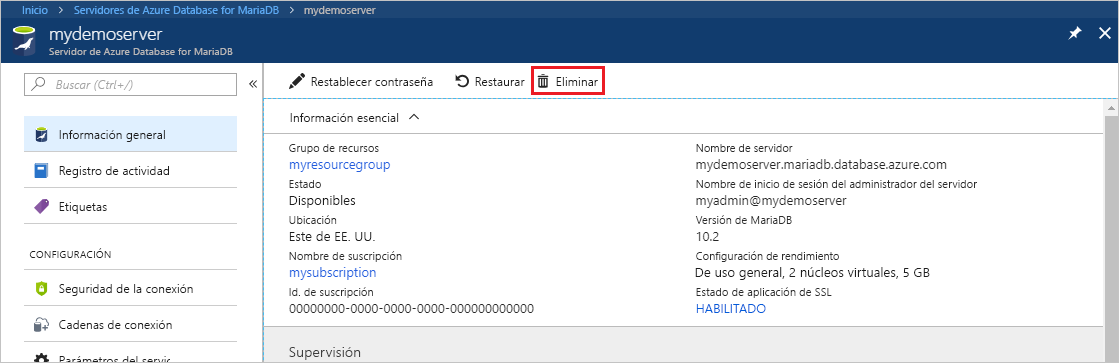 Inicio > Servidores de Azure Database for MariaDB > mydemoserver
mydemoserver
Servidor de Azure Database for MariaDB
Buscar (Ctrl+/)
Información general
Registro de actividad
Etiquetas
CONFIGURACIÓN
Seguridad de la conexión
Cadenas de conexión
Parámetros del servir
Restablecer contraseña Restaurar Eliminar
Información esencial
Grupo de recursos
myresourcegroup
Estado
Disponibles
Ubicación
Este de EE. UU.
Nombre de suscripción
mysubscription
Id. de suscripción
00000000-0000-0000-0000-000000000000
Nombre de servidor
mydemoserver.mariadb.database.azure.com
Nombre de inicio de sesión del administrador del servidor
myadmin@mydemoserver
Versión de MariaDB
10.2
Configuración de rendimiento
De uso general, 2 núcleos virtuales, 5 GB
Estado de aplicación de SSL
HABILITADO
Supervisión